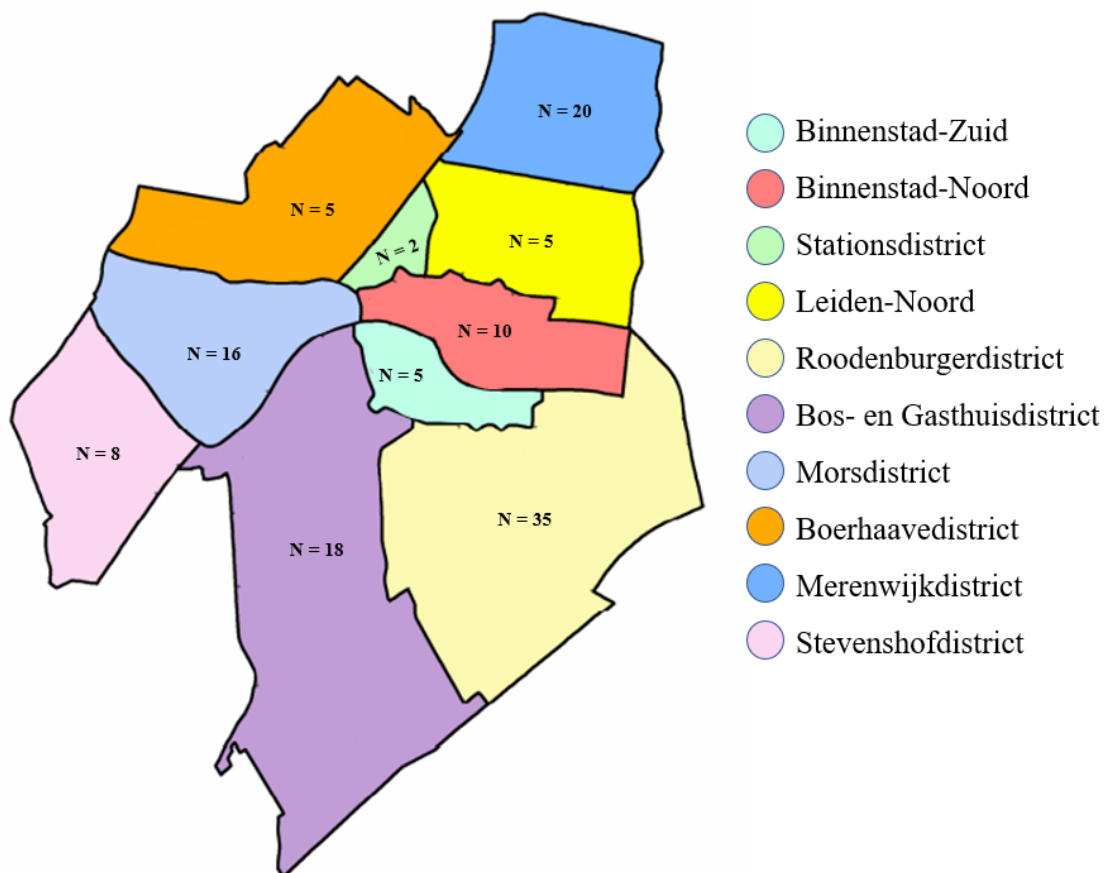 N = 20
N = 5
N = 5
N = 2
N = 10
N = 16
N = 5
N = 8
N = 35
N = 18
Binnenstad-Zuid
Binnenstad-Noord
Stationsdistrict
Leiden-Noord
Roodenburgerdistrict
Bos- en Gasthuisdistrict
Morsdistrict
Boerhaavedistrict
Merenwijkdistrict
Stevenshofdistrict